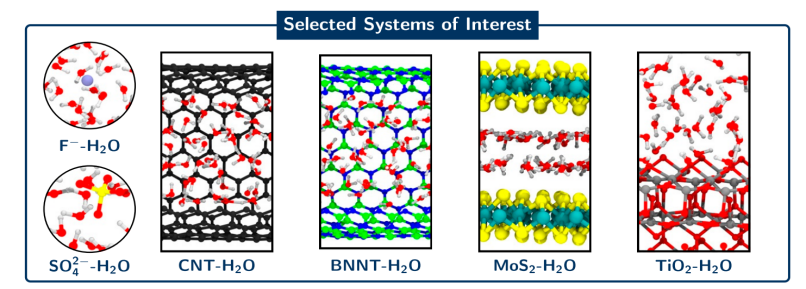 Selected Systems of Interest
F⁻-H₂O
SO₄²⁻-H₂O
CNT-H₂O
BNNT-H₂O
MoS₂-H₂O
TiO₂-H₂O